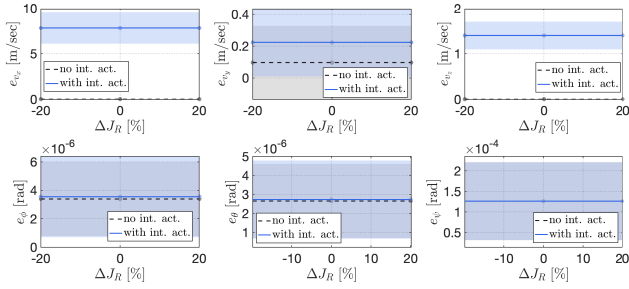 10
5
0
-20 0 20
ΔJ_R [%]
e_{v_x} [m/sec]
no int. act.
with int. act.
0.4
0.2
0
-20 0 20
ΔJ_R [%]
e_{v_y} [m/sec]
no int. act.
with int. act.
2
1
0
-20 0 20
ΔJ_R [%]
e_{v_z} [m/sec]
no int. act.
with int. act.
×10^{-6}
6
4
2
0
-20 0 20
ΔJ_R [%]
e_ϕ [rad]
no int. act.
with int. act.
×10^{-6}
5
4
3
2
1
-10 0 10 20
ΔJ_R [%]
e_θ [rad]
no int. act.
with int. act.
×10^{-4}
2
1.5
1
0.5
-10 0 10 20
ΔJ_R [%]
e_ψ [rad]
no int. act.
with int. act.